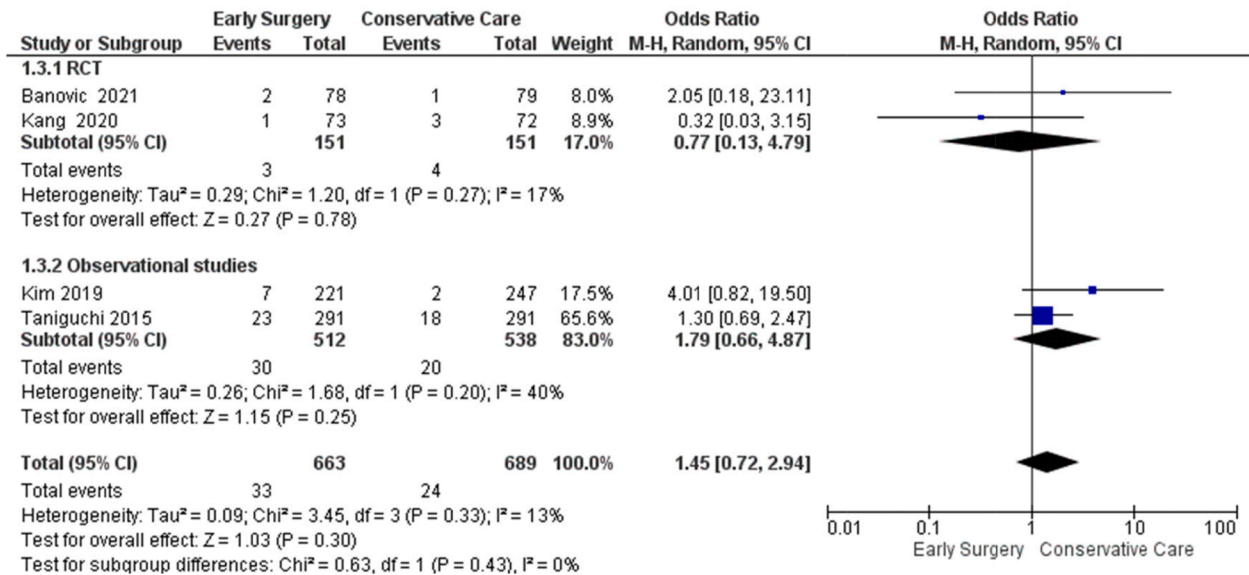 Early Surgery Conservative Care Odds Ratio Odds Ratio
Study or Subgroup Events Total Events Total Weight M-H, Random, 95% CI M-H, Random, 95% CI
1.3.1 RCT
Banovic 2021 2 78 1 79 8.0% 2.05 [0.18, 23.11]
Kang 2020 1 73 3 72 8.9% 0.32 [0.03, 3.15]
Subtotal (95% CI) 151 151 17.0% 0.77 [0.13, 4.79]
Total events 3 4
Heterogeneity: Tau² = 0.29; Chi² = 1.20, df = 1 (P = 0.27); I² = 17%
Test for overall effect: Z = 0.27 (P = 0.78)
1.3.2 Observational studies
Kim 2019 7 221 2 247 17.5% 4.01 [0.82, 19.50]
Taniguchi 2015 23 291 18 291 65.6% 1.30 [0.69, 2.47]
Subtotal (95% CI) 512 538 83.0% 1.79 [0.66, 4.87]
Total events 30 20
Heterogeneity: Tau² = 0.26; Chi² = 1.68, df = 1 (P = 0.20); I² = 40%
Test for overall effect: Z = 1.15 (P = 0.25)
Total (95% CI) 663 689 100.0% 1.45 [0.72, 2.94]
Total events 33 24
Heterogeneity: Tau² = 0.09; Chi² = 3.45, df = 3 (P = 0.33); I² = 13%
Test for overall effect: Z = 1.03 (P = 0.30)
Test for subgroup differences: Chi² = 0.63, df = 1 (P = 0.43), I² = 0%
0.01 0.1 1 10 100
Early Surgery Conservative Care